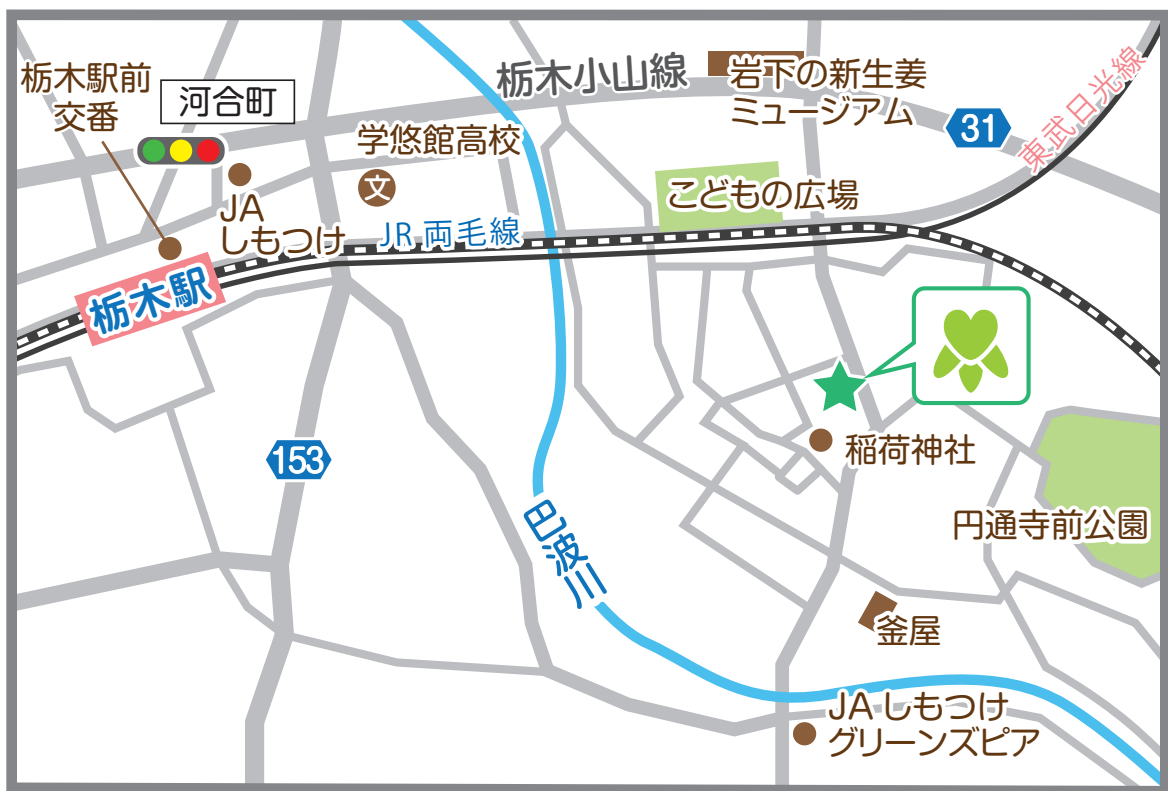 栃木駅前
交番
河合町
栃木小山線
岩下の新生姜
ミュージアム
31
東武日光線
学悠館高校
文
JA
しもつけ
JR 両毛線
こどもの広場
栃木駅
153
稲荷神社
円通寺前公園
巴波川
釜屋
JA しもつけ
グリーンズピア